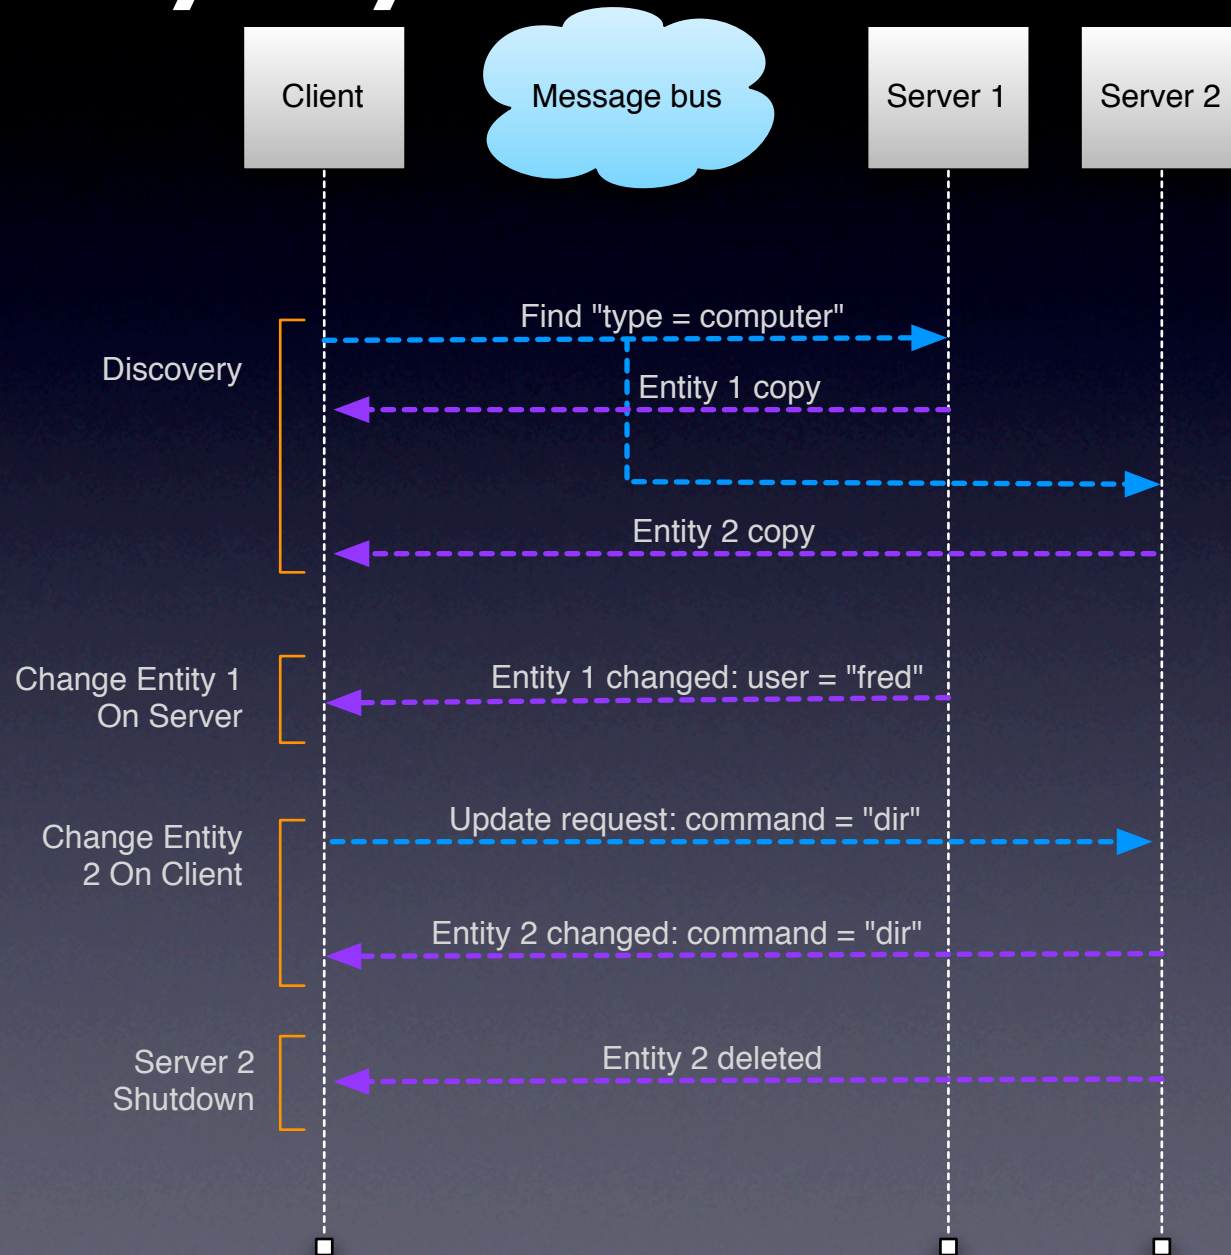 Client
Message bus
Server 1
Server 2
Find "type = computer"
Discovery
Entity 1 copy
Entity 2 copy
Change Entity 1
On Server
Entity 1 changed: user = "fred"
Change Entity
2 On Client
Update request: command = "dir"
Entity 2 changed: command = "dir"
Server 2
Shutdown
Entity 2 deleted